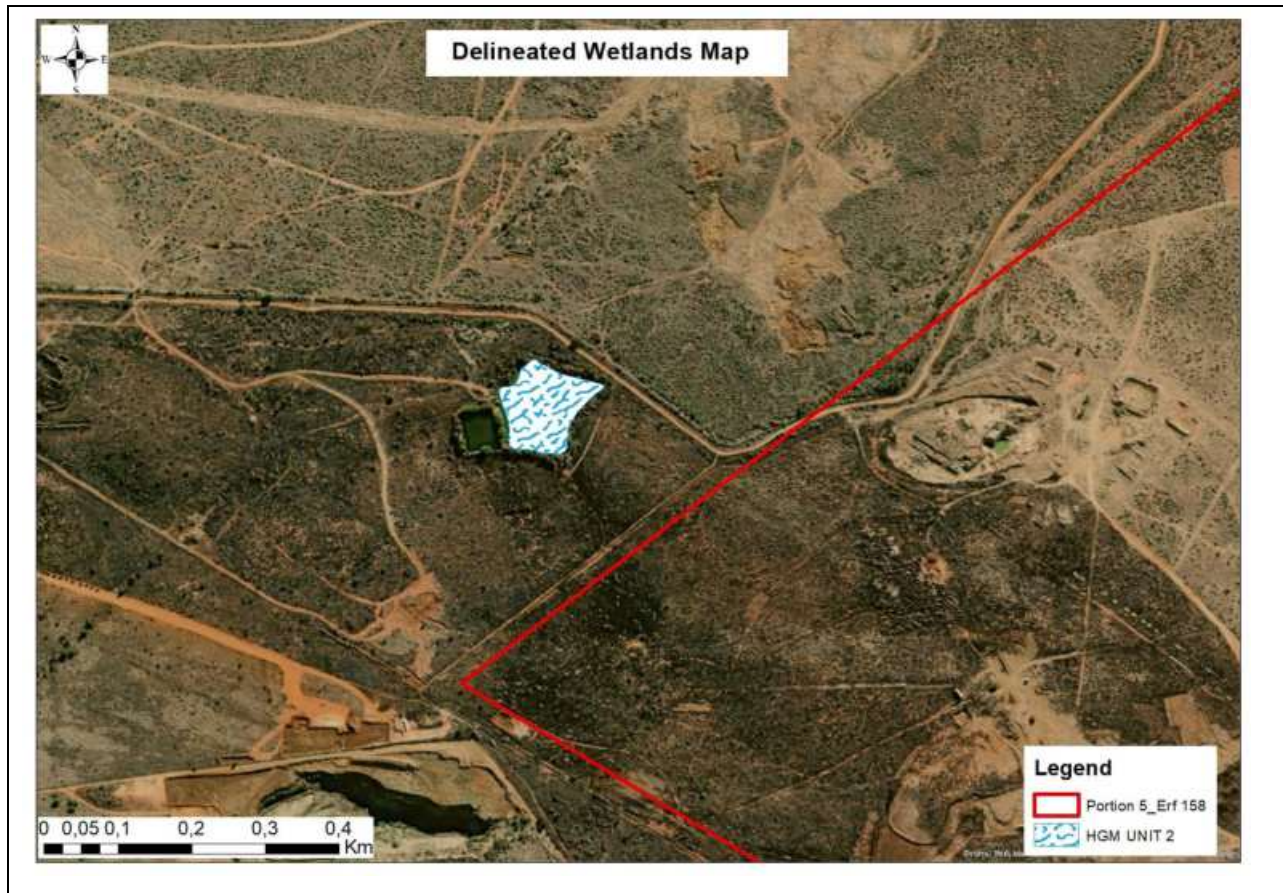 N
W E
S
Delineated Wetlands Map
Legend
Portion 5_Erf 158
HGM UNIT 2
0 0,05 0,1 0,2 0,3 0,4
Km